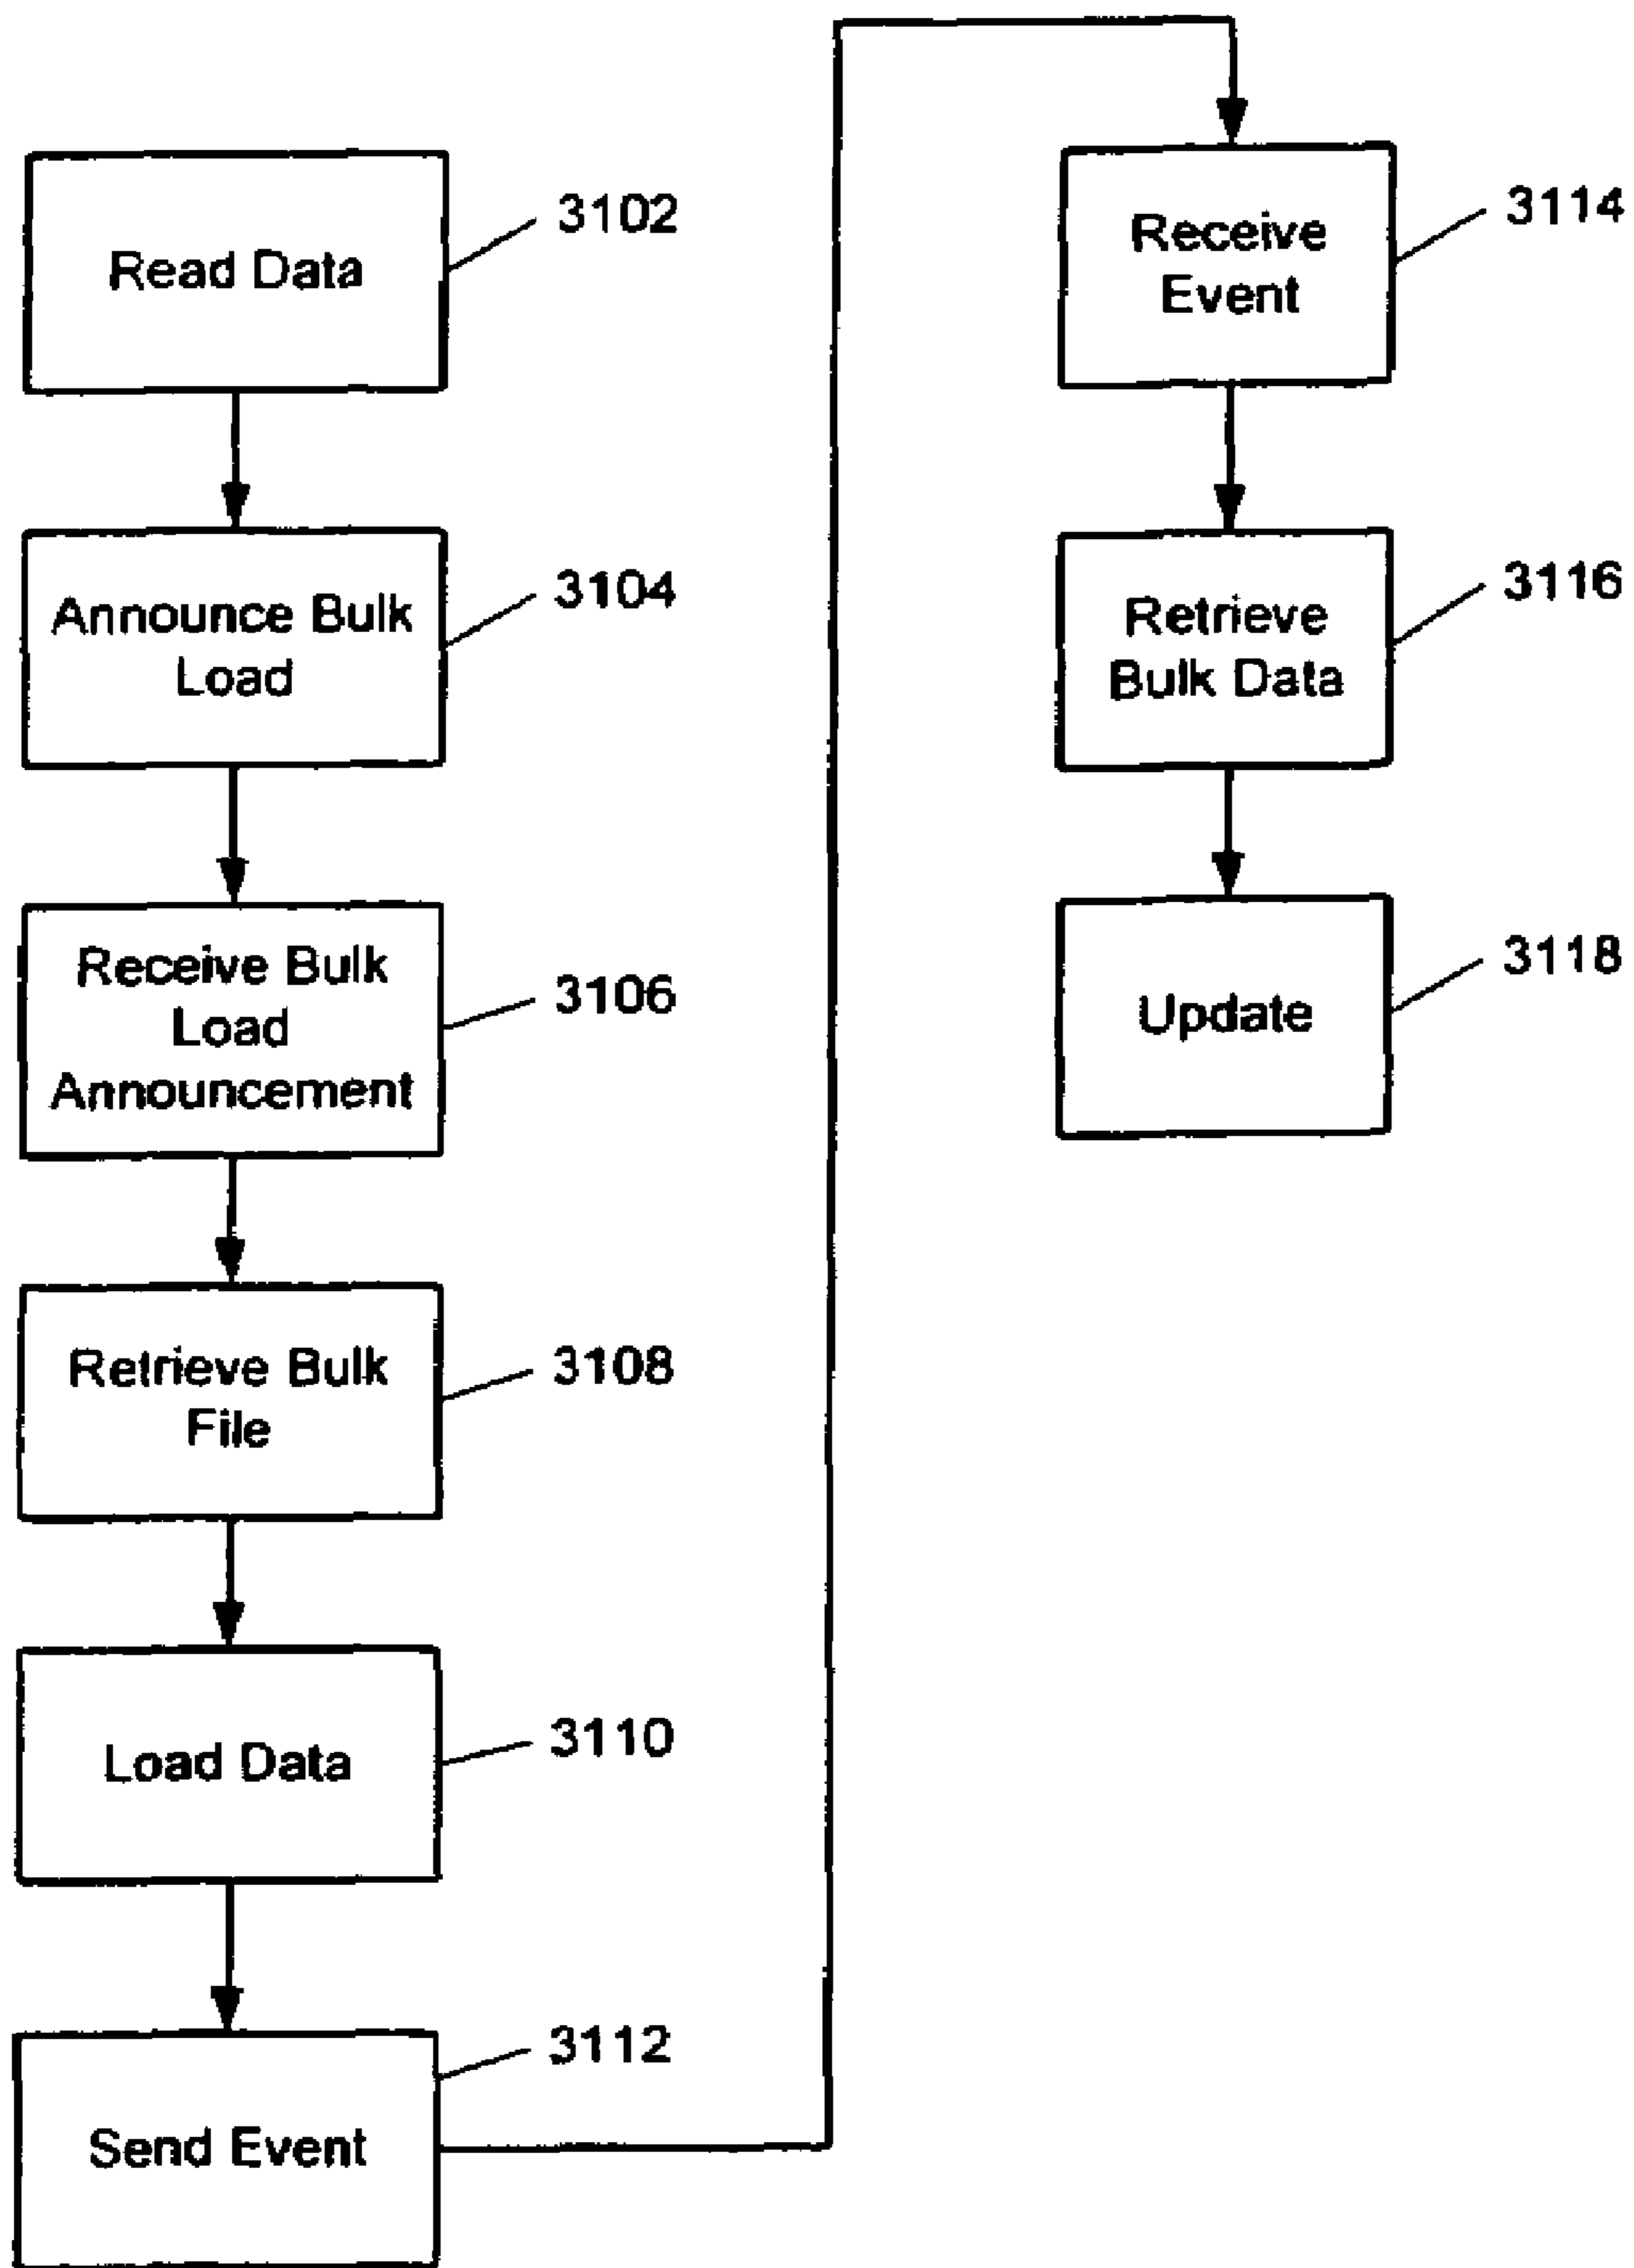 Read Data
3102
Announce Bulk
Load
3104
Receive Bulk
Load
Announcement
3106
Retrieve Bulk
File
3108
Load Data
3110
Send Event
3112
Receive
Event
3114
Retrieve
Bulk Data
3116
Update
3118